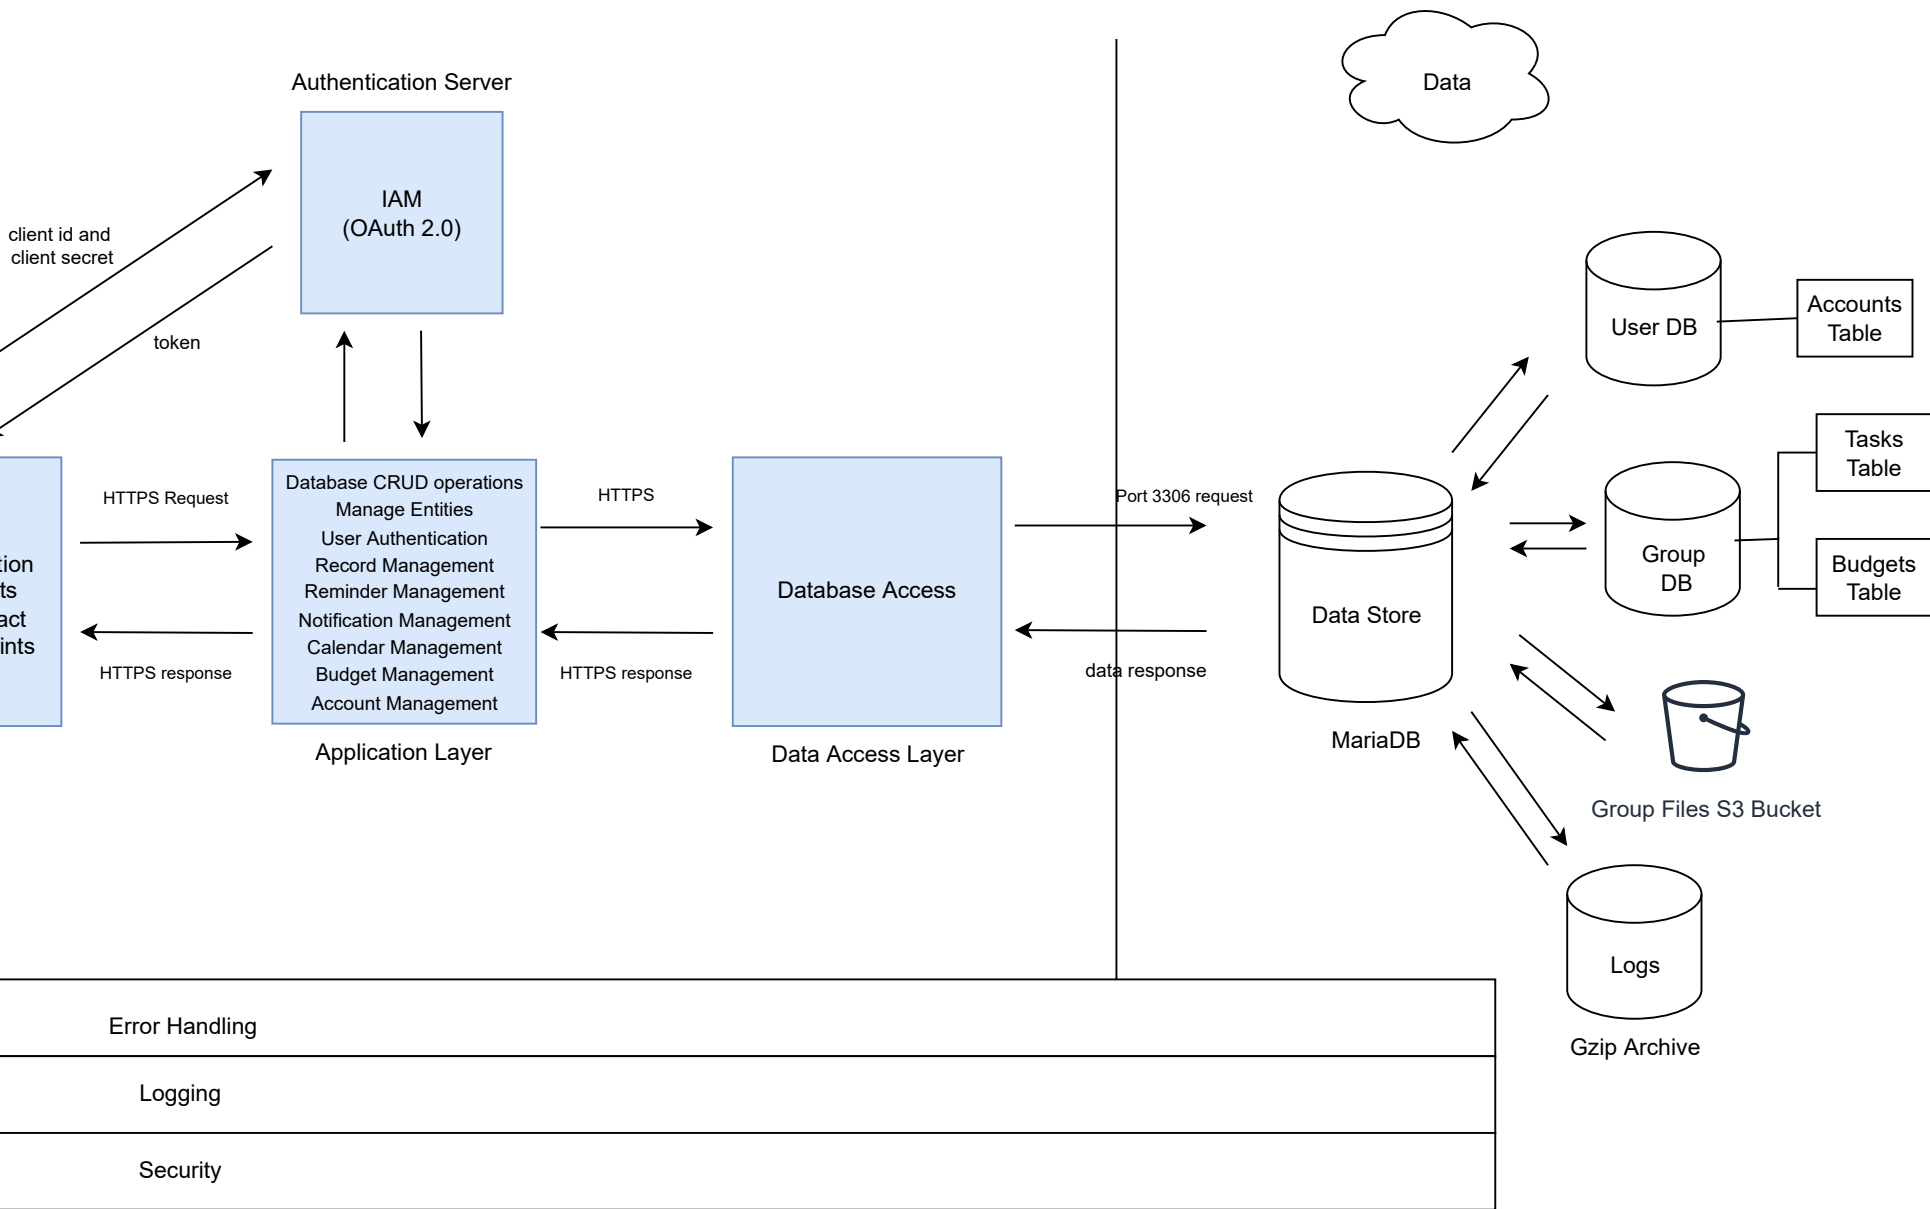 Authentication Server
IAM
(OAuth 2.0)
client id and
client secret
token
HTTPS Request
HTTPS response
Database CRUD operations
Manage Entities
User Authentication
Record Management
Reminder Management
Notification Management
Calendar Management
Budget Management
Account Management
Application Layer
HTTPS
HTTPS response
Database Access
Data Access Layer
Port 3306 request
data response
Data
Data Store
MariaDB
User DB
Accounts
Table
Group
DB
Tasks
Table
Budgets
Table
Group Files S3 Bucket
Logs
Gzip Archive
Error Handling
Logging
Security